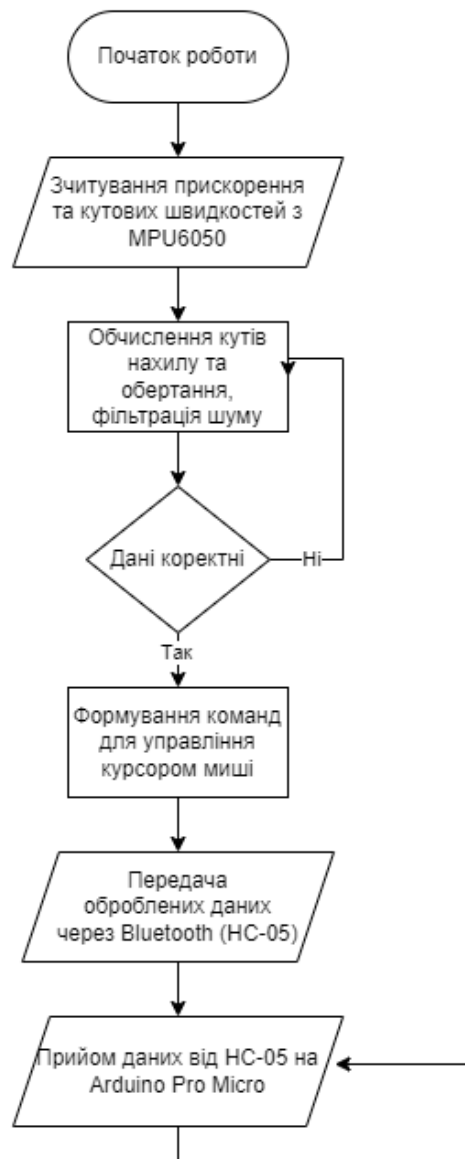 Початок роботи
Зчитування прискорення
та кутових швидкостей з
MPU6050
Обчислення кутів
нахилу та
обертання,
фільтрація шуму
Дані коректні
Ні
Так
Формування команд
для управління
курсором миші
Передача
оброблених даних
через Bluetooth (HC-05)
Прийом даних від HC-05 на
Arduino Pro Micro